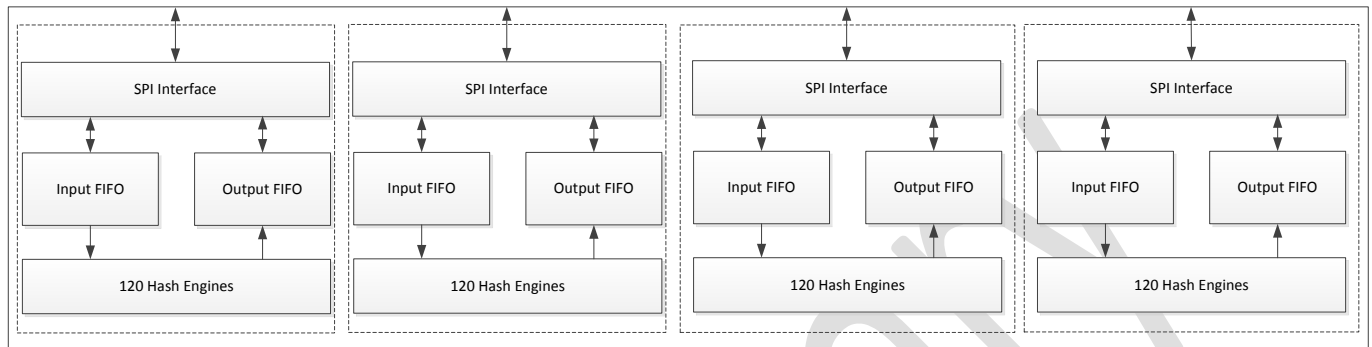 SPI Interface
SPI Interface
SPI Interface
SPI Interface
Input FIFO
Output FIFO
Input FIFO
Output FIFO
Input FIFO
Output FIFO
Input FIFO
Output FIFO
120 Hash Engines
120 Hash Engines
120 Hash Engines
120 Hash Engines